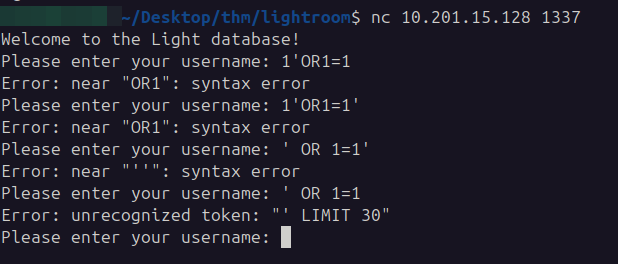 ~/Desktop/thm/lightroom$ nc 10.201.15.128 1337
Welcome to the Light database!
Please enter your username: 1'OR1=1
Error: near "OR1": syntax error
Please enter your username: 1'OR1=1'
Error: near "OR1": syntax error
Please enter your username: ' OR 1=1'
Error: near "''": syntax error
Please enter your username: ' OR 1=1
Error: unrecognized token: "' LIMIT 30"
Please enter your username: